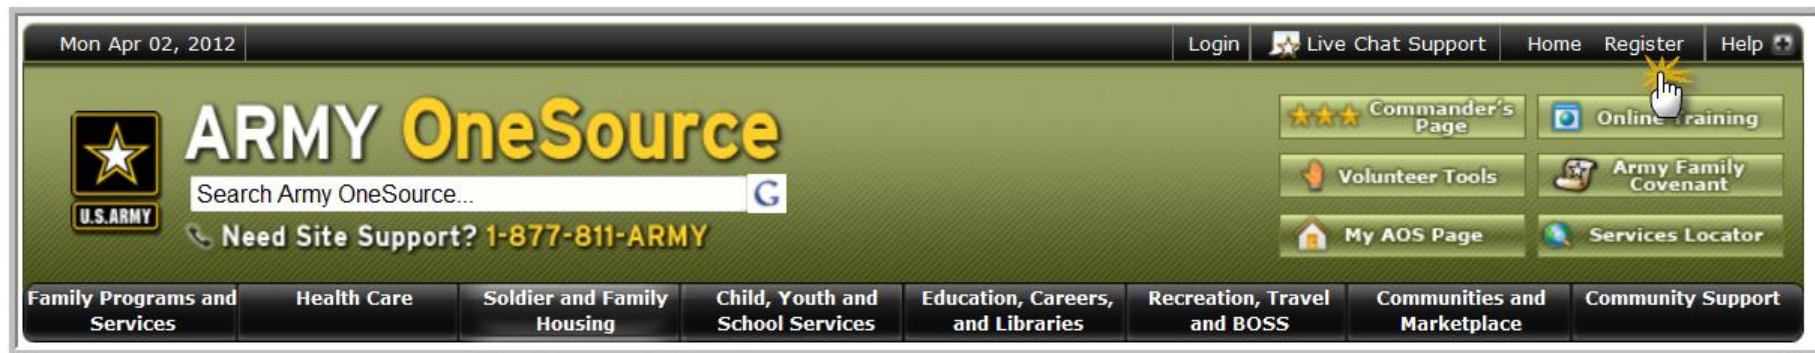 Mon Apr 02, 2012
Login
Live Chat Support
Home
Register
Help
ARMY OneSource
U.S.ARMY
Search Army OneSource...
G
Need Site Support? 1-877-811-ARMY
Commander's
Page
Online Training
Volunteer Tools
Army Family
Covenant
My AOS Page
Services Locator
Family Programs and
Services
Health Care
Soldier and Family
Housing
Child, Youth and
School Services
Education, Careers,
and Libraries
Recreation, Travel
and BOSS
Communities and
Marketplace
Community Support